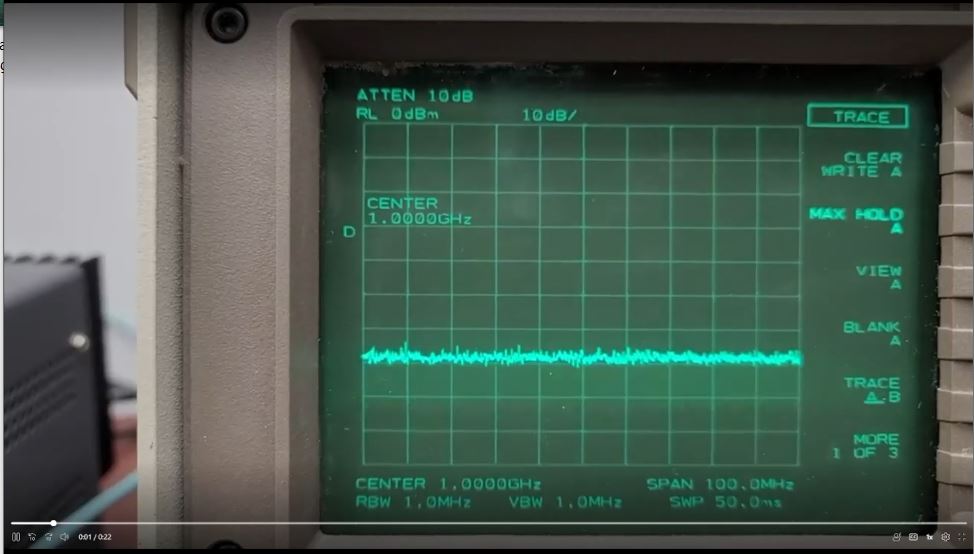 ATTEN 10dB
RL 0dBm 10dB/
TRACE
CLEAR
WRITE A
CENTER
1.0000GHz
MAX HOLD
A
D
VIEW
A
BLANK
A
TRACE
A B
MORE
1 OF 3
CENTER 1.0000GHz SPAN 100.0MHz
RBW 1.0MHz VBW 1.0MHz SWP 50.0ms
0:01 / 0:22
1x